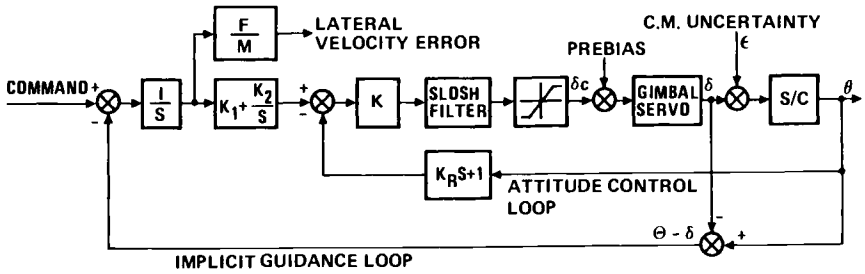 F
M
LATERAL
VELOCITY ERROR
C.M. UNCERTAINTY
ϵ
PREBIAS
COMMAND
+
-
I
S
K₁+ K₂
S
+
-
K
SLOSH
FILTER
δc
GIMBAL
SERVO
δ
S/C
θ
K_R S+1
ATTITUDE CONTROL
LOOP
Θ - δ
-
+
IMPLICIT GUIDANCE LOOP